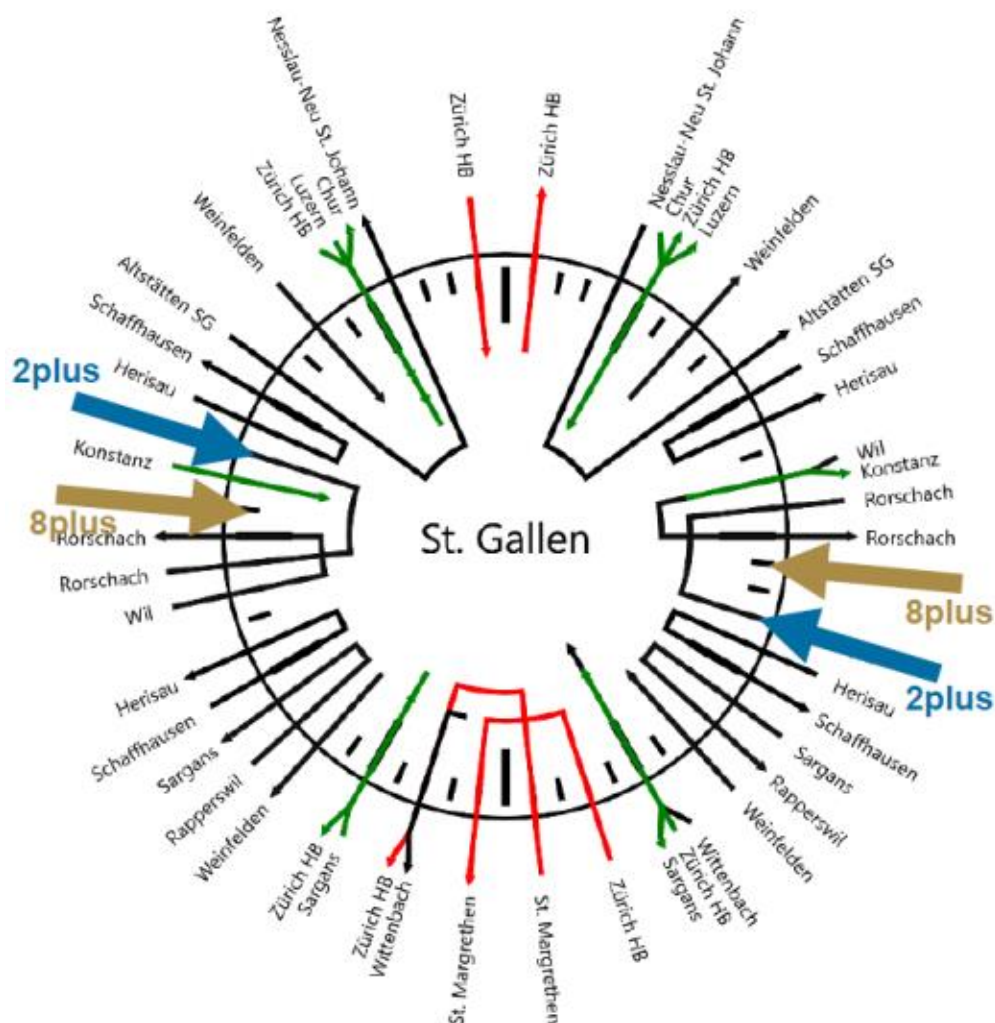 Zürich HB
Zürich HB
Nesslau-Neu St. Johann
Chur
Zürich HB
Luzern
Weinfelden
Altstätten SG
Schaffhausen
Herisau
Wil
Konstanz
Rorschach
Rorschach
8plus
2plus
Herisau
Schaffhausen
Sargans
Rapperswil
Weinfelden
Wittenbach
Zürich HB
Sargans
Zürich HB
St. Margrethen
St. Margrethen
Zürich HB
Wittenbach
Zürich HB
Sargans
Weinfelden
Rapperswil
Sargans
Schaffhausen
Herisau
Wil
Rorschach
Rorschach
8plus
Konstanz
2plus
Herisau
Schaffhausen
Altstätten SG
Weinfelden
Zürich HB
Luzern
Chur
Nesslau-Neu St. Johann
St. Gallen